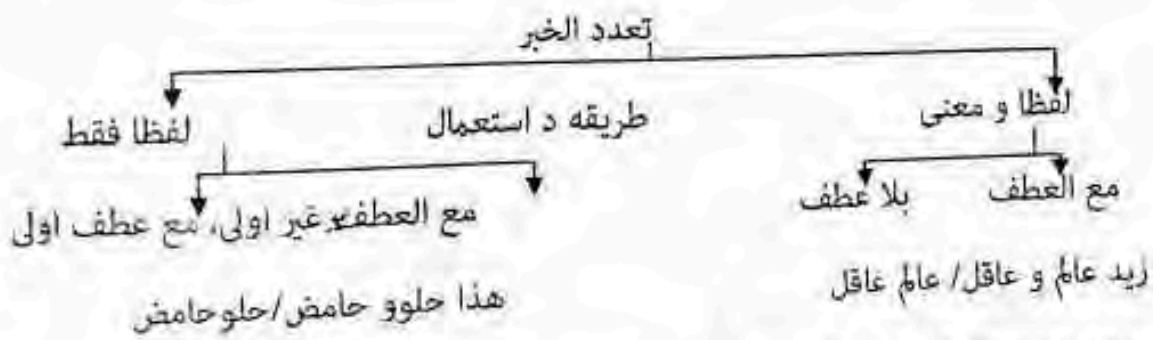 تعدد الخبر
لفظا و معنى
طريقه د استعمال
لفظا فقط
مع العطف
بلا عطف
مع العطف غير اولى، مع عطف اولى
زيد عالم و عاقل/ عالم عاقل
هذا حلوو حامض/حلوحامض